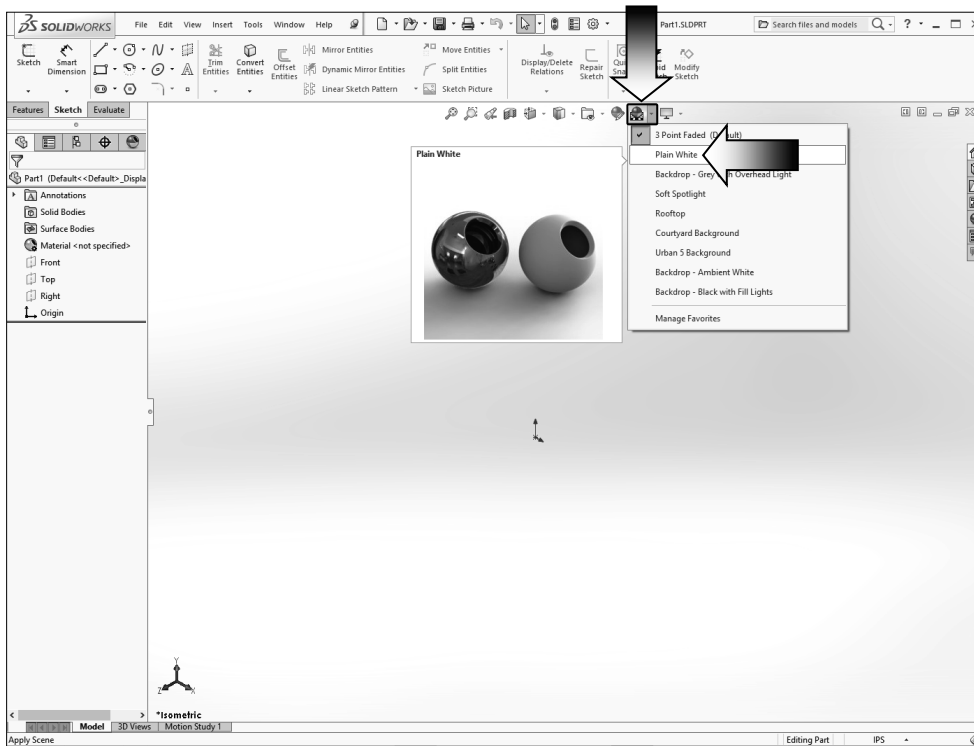 SOLIDWORKS File Edit View Insert Tools Window Help Part1.SLDPRT Search files and models ?
Sketch
Smart Dimension
Trim Entities
Convert Entities
Offset Entities
Mirror Entities
Dynamic Mirror Entities
Linear Sketch Pattern
Move Entities
Split Entities
Sketch Picture
Display/Delete Relations
Repair Sketch
Modify Sketch
Features Sketch Evaluate
Part1 (Default<<Default>_Displa
A Annotations
Solid Bodies
Surface Bodies
Material <not specified>
Front
Top
Right
Origin
Plain White
3 Point Faded
Plain White
Backdrop - Grey Overhead Light
Soft Spotlight
Rooftop
Courtyard Background
Urban 5 Background
Backdrop - Ambient White
Backdrop - Black with Fill Lights
Manage Favorites
Y
Z X
*Isometric
Model 3D Views Motion Study 1
Apply Scene Editing Part IPS